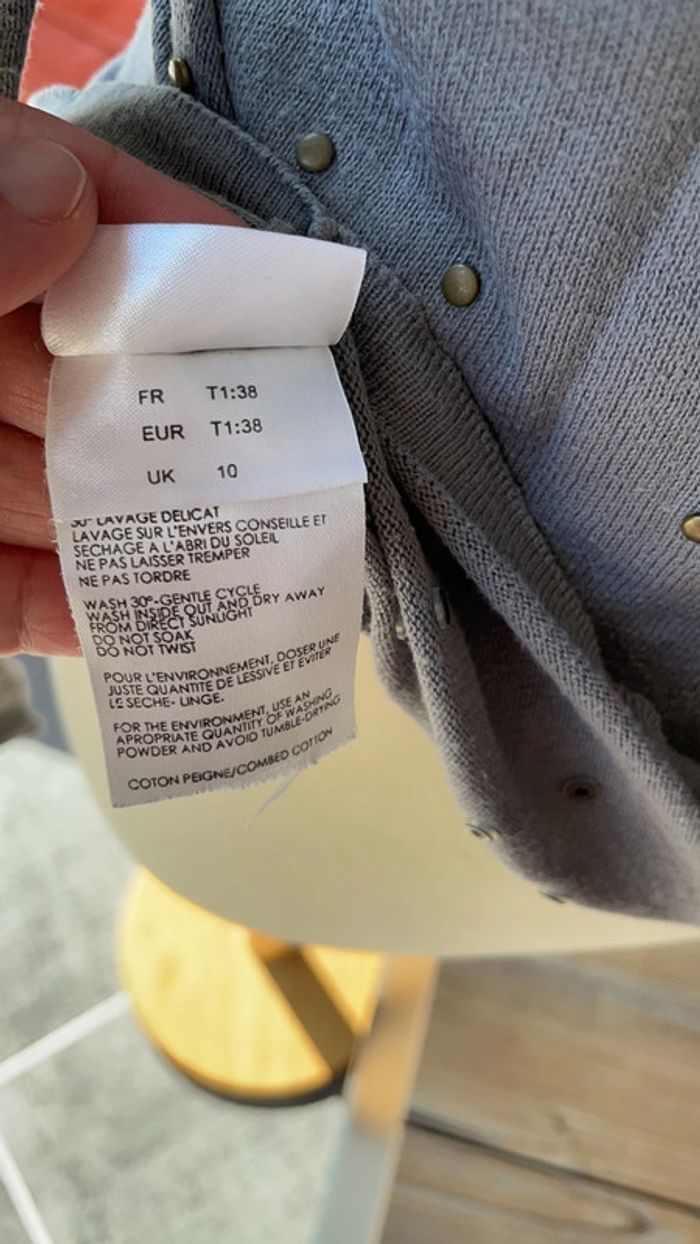 FR T1:38
EUR T1:38
UK 10
30° LAVAGE DELICAT
LAVAGE SUR L'ENVERS CONSEILLE ET
SECHAGE A L'ABRI DU SOLEIL
NE PAS LAISSER TREMPER
NE PAS TORDRE
WASH 30°-GENTLE CYCLE
WASH INSIDE OUT AND DRY AWAY
FROM DIRECT SUNLIGHT
DO NOT SOAK
DO NOT TWIST
POUR L'ENVIRONNEMENT, DOSER UNE
JUSTE QUANTITE DE LESSIVE ET EVITER
LE SECHE- LINGE.
FOR THE ENVIRONMENT, USE AN
APROPRIATE QUANTITY OF WASHING
POWDER AND AVOID TUMBLE-DRYING
COTON PEIGNE/COMBED COTTON